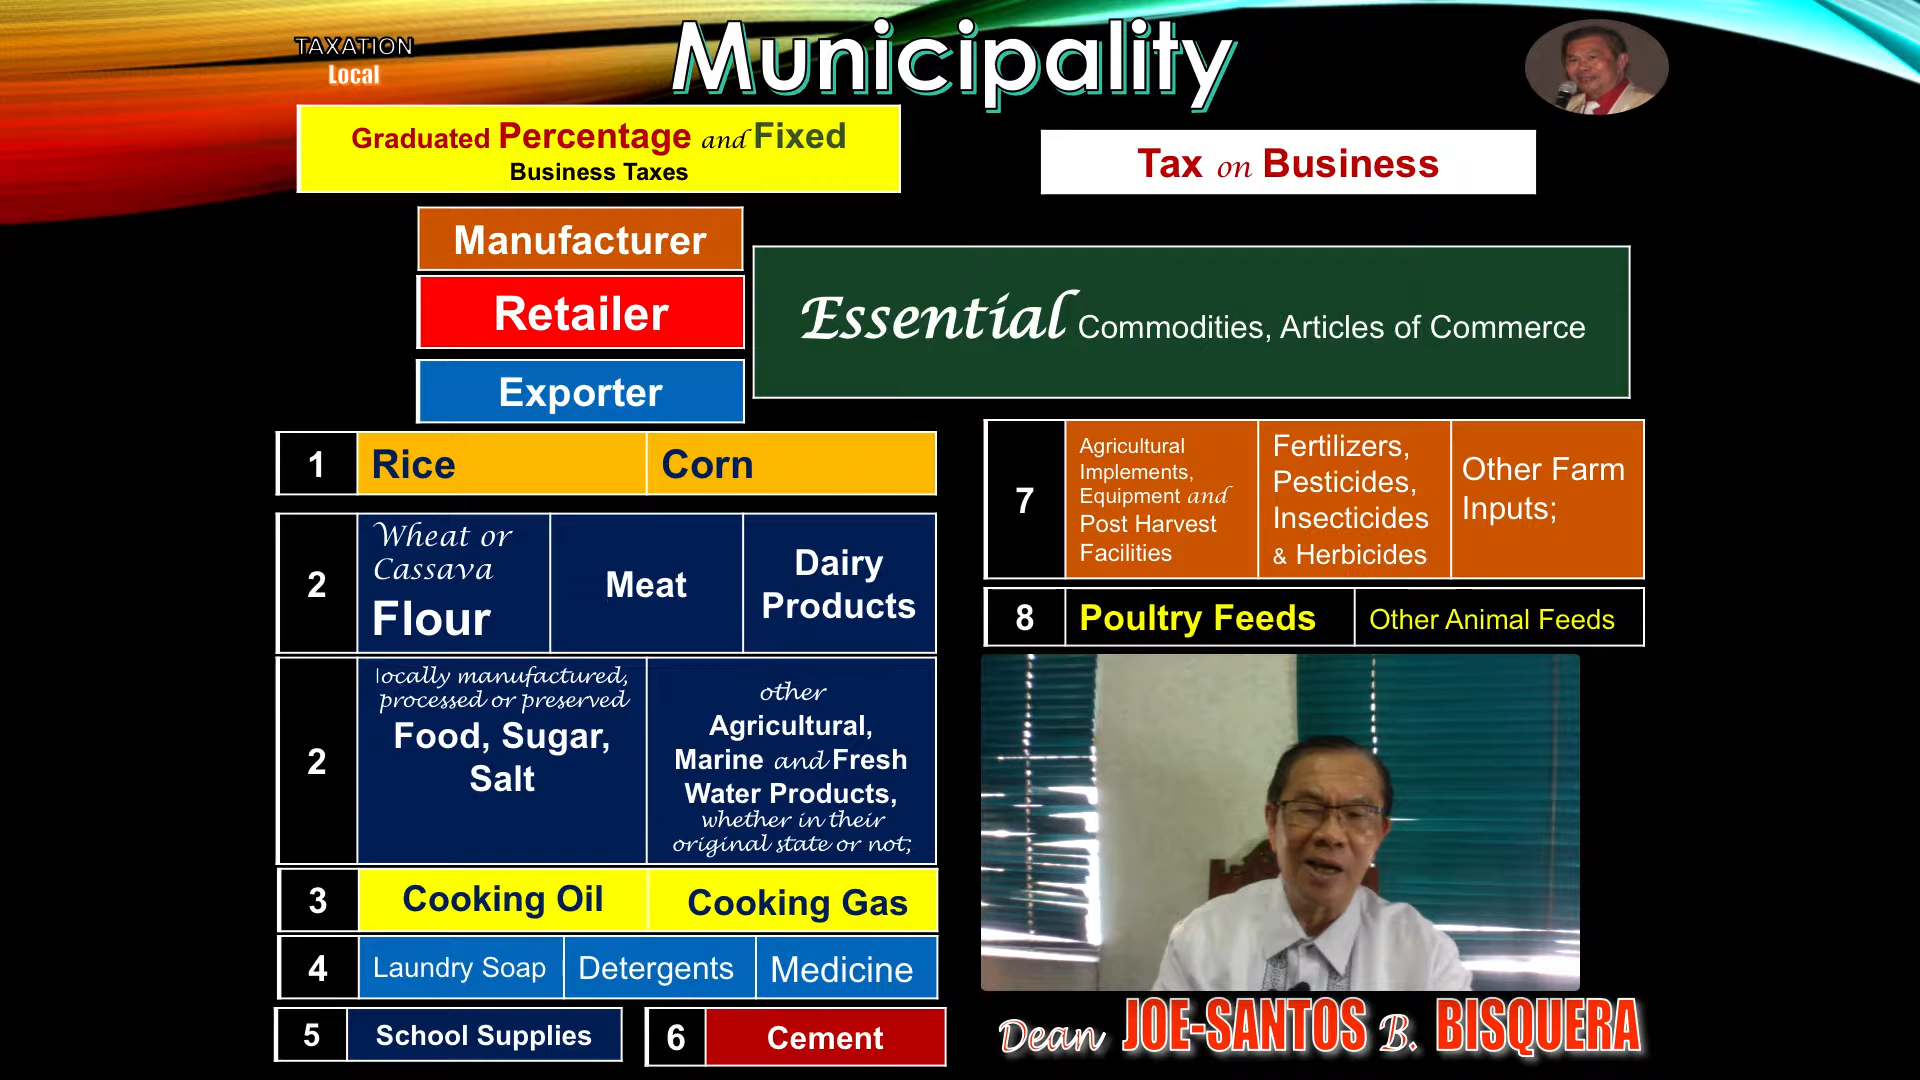 TAXATION
Local
Municipality
Graduated Percentage and Fixed
Business Taxes
Tax on Business
Manufacturer
Retailer
Exporter
Essential Commodities, Articles of Commerce
1
Rice
Corn
2
Wheat or
Cassava
Flour
Meat
Dairy
Products
2
locally manufactured,
processed or preserved
Food, Sugar,
Salt
other
Agricultural,
Marine and Fresh
Water Products,
whether in their
original state or not;
3
Cooking Oil
Cooking Gas
4
Laundry Soap
Detergents
Medicine
5
School Supplies
6
Cement
7
Agricultural
Implements,
Equipment and
Post Harvest
Facilities
Fertilizers,
Pesticides,
Insecticides
& Herbicides
Other Farm
Inputs;
8
Poultry Feeds
Other Animal Feeds
Dean JOE-SANTOS B. BISQUERA